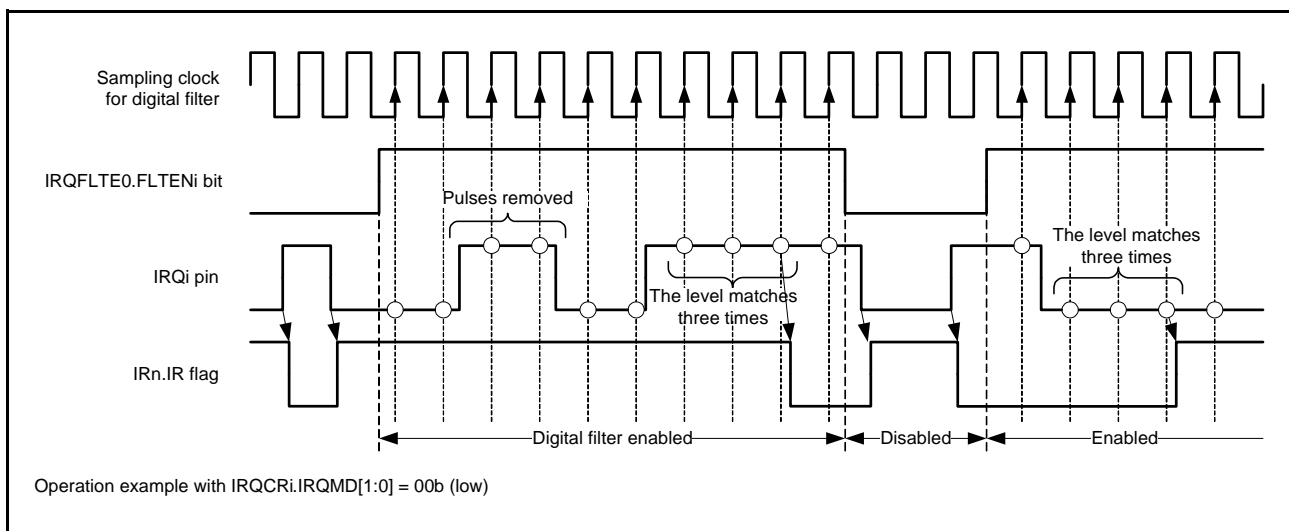 Sampling clock
for digital filter
IRQFLTE0.FLTENi bit
Pulses removed
IRQi pin
The level matches
three times
The level matches
three times
IRn.IR flag
Digital filter enabled
Disabled
Enabled
Operation example with IRQCRi.IRQMD[1:0] = 00b (low)